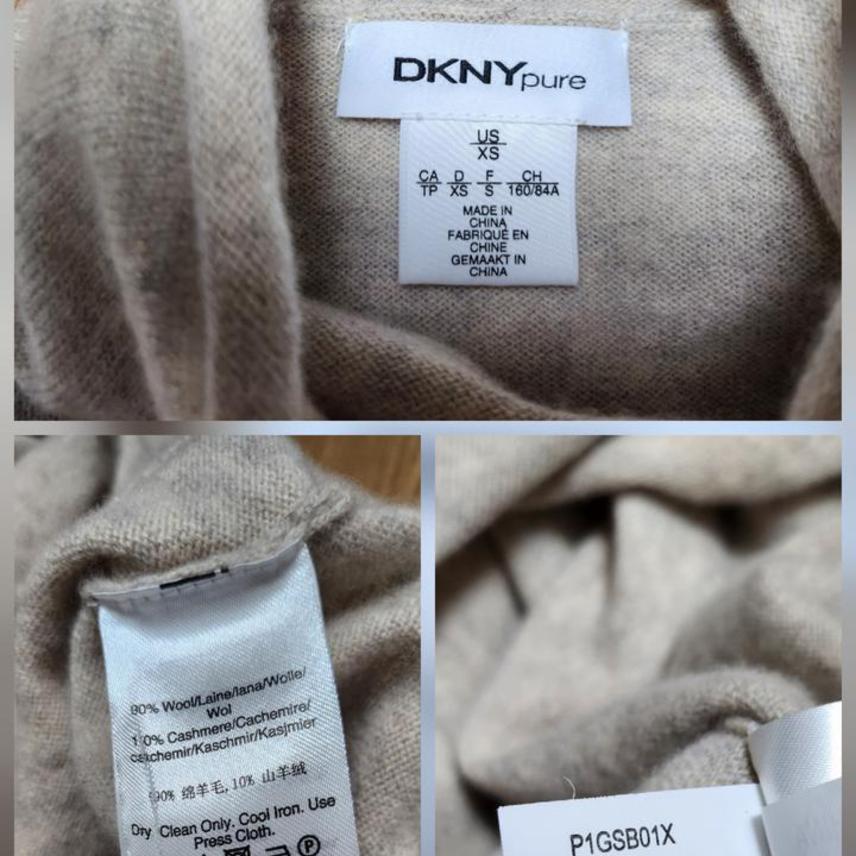 DKNYpure
US
XS
CA D F CH
TP XS S 160/84A
MADE IN
CHINA
FABRIQUÉ EN
CHINE
GEMAAKT IN
CHINA
90% Wool/Laine/lana/Wolle/
Wol
10% Cashmere/Cachemire/
cachemir/Kaschmir/Kasjmier
90% 绵羊毛, 10% 山羊绒
Dry Clean Only. Cool Iron. Use
Press Cloth.
P
P1GSB01X